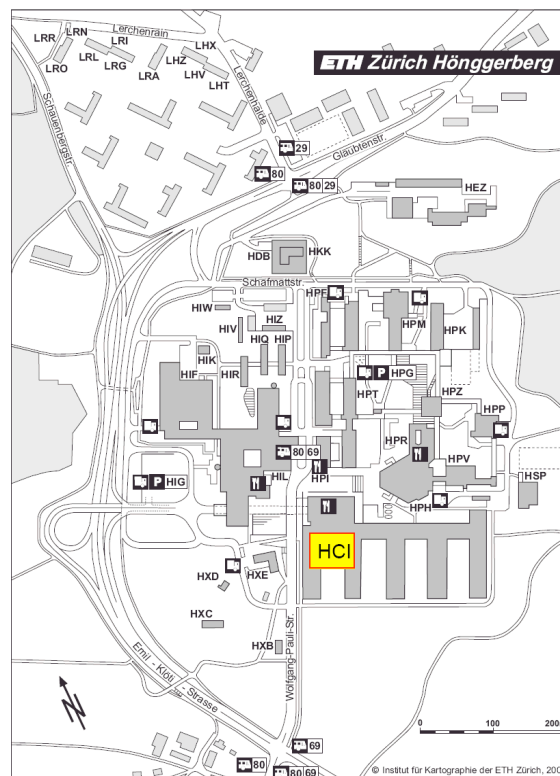 ETH Zürich Hönggerberg
Lerchenrain
LRR
LRN
LRI
LHX
LRO
LRL
LRG
LRA
LHZ
LHV
LHT
Lerchenhalde
Schauenbergstr.
Glaubtenstr.
29
80
80 29
HEZ
HDB
HKK
Schafmattstr.
HPF
HIW
HIV
HIZ
HPM
HPK
HIQ
HIP
HIK
HIF
HIR
P HPG
HPT
HPZ
HPP
HPR
80 69
HPV
HIL
HPI
P HIG
HSP
HPH
HCI
HXE
HXD
HXC
HXB
Wolfgang-Pauli-Str.
Emil - Klöti - Strasse
69
80
80 69
0 100 200
© Institut für Kartographie der ETH Zürich, 200